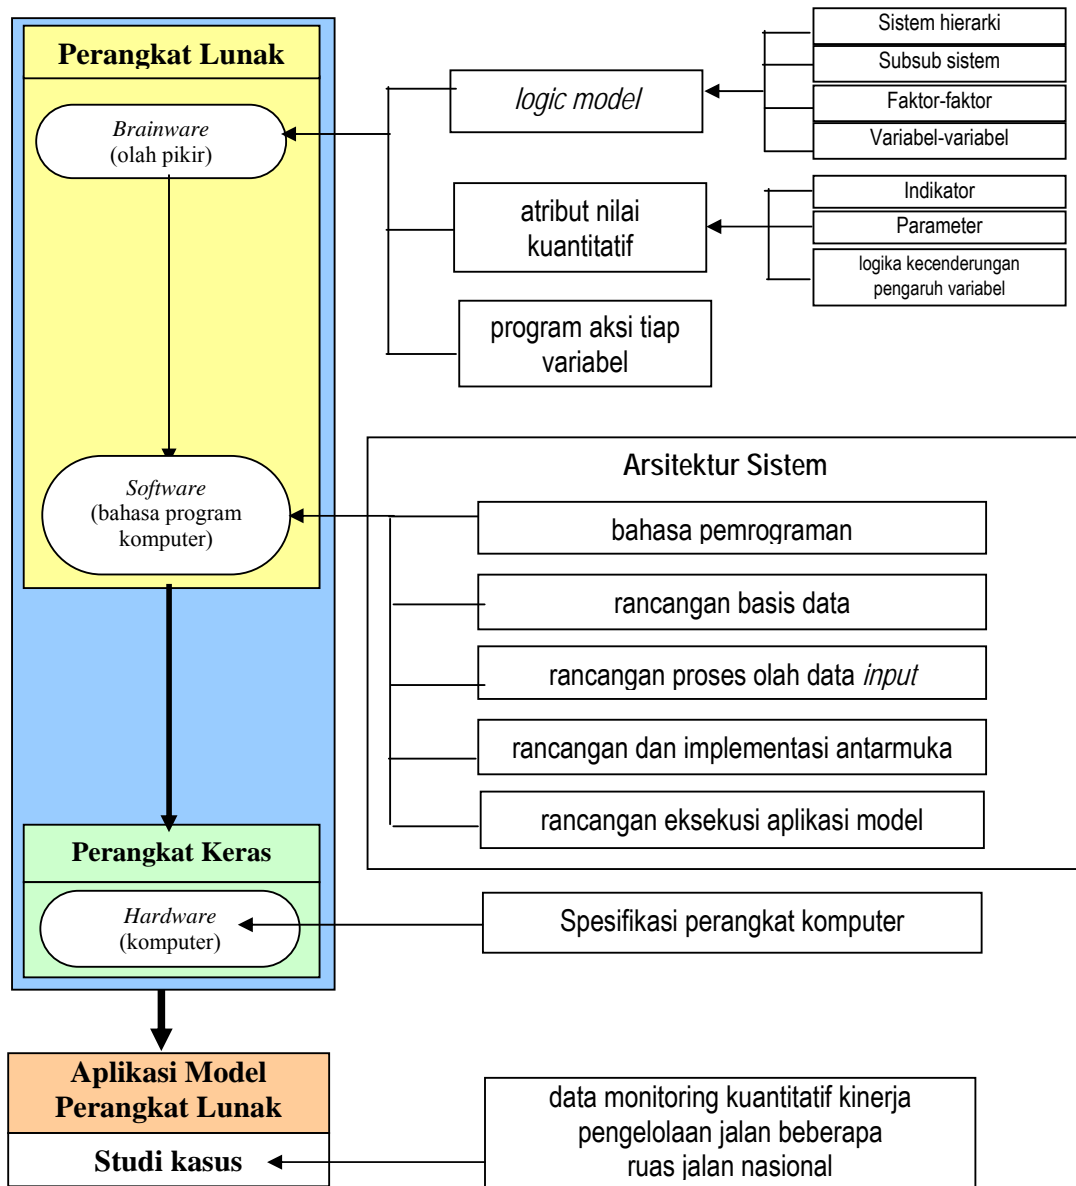 Perangkat Lunak
Brainware
(olah pikir)
logic model
Sistem hierarki
Subsub sistem
Faktor-faktor
Variabel-variabel
atribut nilai
kuantitatif
Indikator
Parameter
logika kecenderungan
pengaruh variabel
program aksi tiap
variabel
Software
(bahasa program
komputer)
Arsitektur Sistem
bahasa pemrograman
rancangan basis data
rancangan proses olah data input
rancangan dan implementasi antarmuka
rancangan eksekusi aplikasi model
Perangkat Keras
Hardware
(komputer)
Spesifikasi perangkat komputer
Aplikasi Model
Perangkat Lunak
Studi kasus
data monitoring kuantitatif kinerja
pengelolaan jalan beberapa
ruas jalan nasional